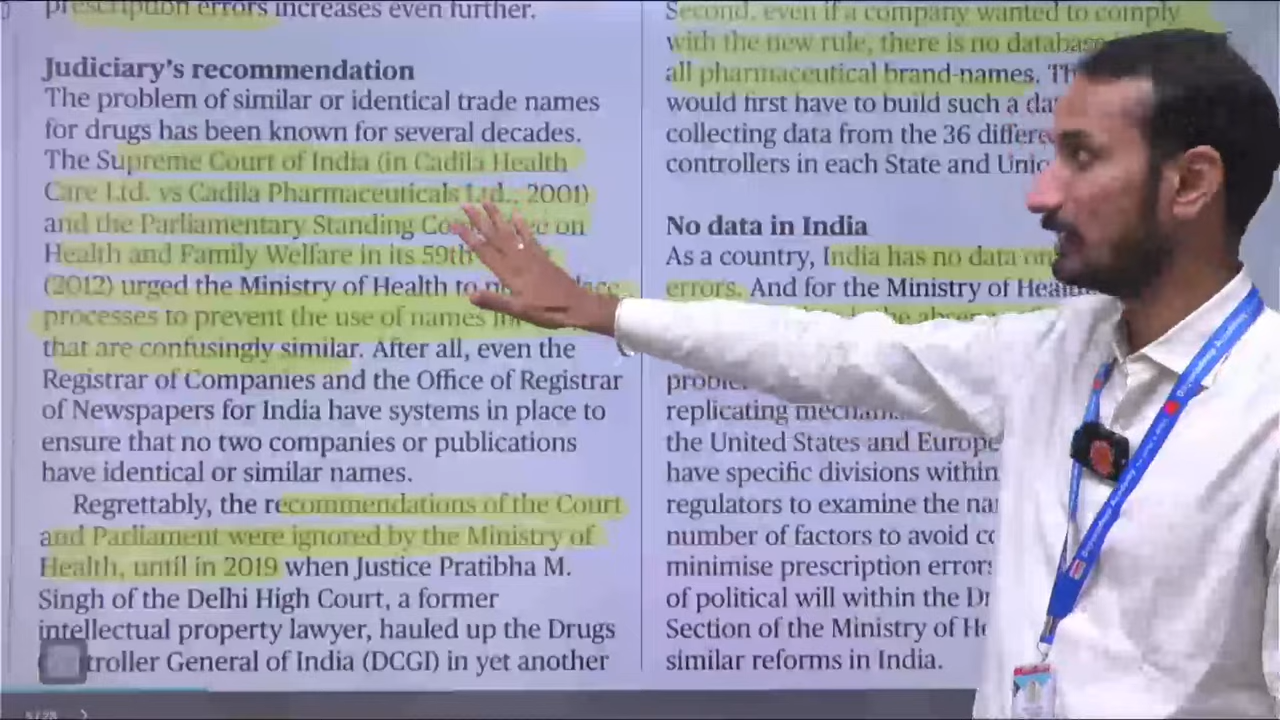 prescription errors increases even further.
Judiciary's recommendation
The problem of similar or identical trade names
for drugs has been known for several decades.
The Supreme Court of India (in Cadila Health
Care Ltd. vs Cadila Pharmaceuticals Ltd., 2001)
and the Parliamentary Standing on
Health and Family Welfare in its 59th
(2012) urged the Ministry of Health to
processes to prevent the use of names
that are confusingly similar. After all, even the
Registrar of Companies and the Office of Registrar
of Newspapers for India have systems in place to
ensure that no two companies or publications
have identical or similar names.
Regrettably, the recommendations of the Court
and Parliament were ignored by the Ministry of
Health, until in 2019 when Justice Pratibha M.
Singh of the Delhi High Court, a former
intellectual property lawyer, hauled up the Drugs
troller General of India (DCGI) in yet another
Second, even if a company wanted to comply
with the new rule, there is no database
all pharmaceutical brand-names.
would first have to build such a
collecting data from the 36
controllers in each State and
No data in India
As a country, India has no data on
errors. And for the Ministry of
replicating
the United States and Europe
have specific divisions within
regulators to examine the
number of factors to avoid
minimise prescription errors
of political will within the
Section of the Ministry of
similar reforms in India.